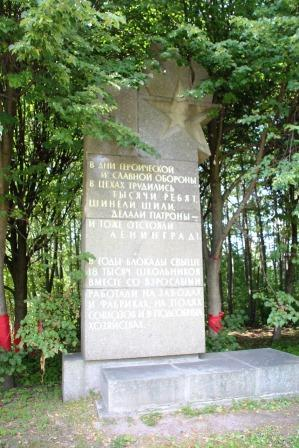 В ДНИ ГЕРОИЧЕСКОЙ
И СЛАВНОЙ ОБОРОНЫ
В ЦЕХАХ ТРУДИЛИСЬ
ТЫСЯЧИ РЕБЯТ
ШИНЕЛИ ШИЛИ
ДЕЛАЛИ ПАТРОНЫ —
И ТОЖЕ ОТСТОЯЛИ
ЛЕНИНГРАД!
В ГОДЫ БЛОКАДЫ СВЫШЕ
18 ТЫСЯЧ ШКОЛЬНИКОВ
ВМЕСТЕ СО ВЗРОСЛЫМИ
РАБОТАЛИ НА ЗАВОДАХ
И ФАБРИКАХ, НА ПОЛЯХ
СОВХОЗОВ И В ПОДСОБНЫХ
ХОЗЯЙСТВАХ.